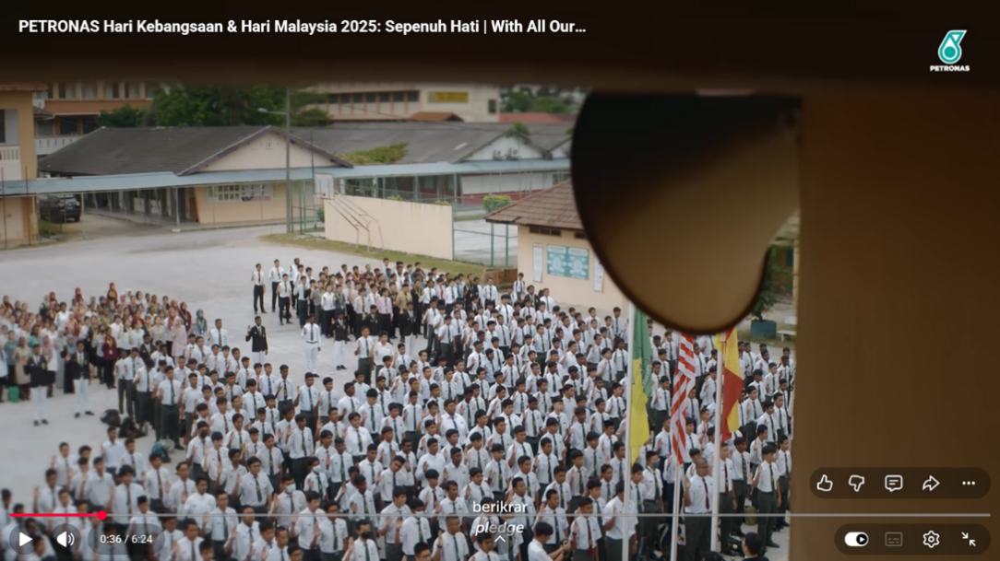 PETRONAS Hari Kebangsaan & Hari Malaysia 2025: Sepenuh Hati | With All Our…
PETRONAS
berikrar
pledge
0:36 / 6:24